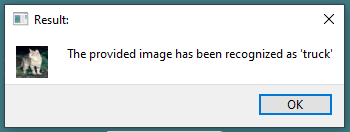 Result:
The provided image has been recognized as 'truck'
OK